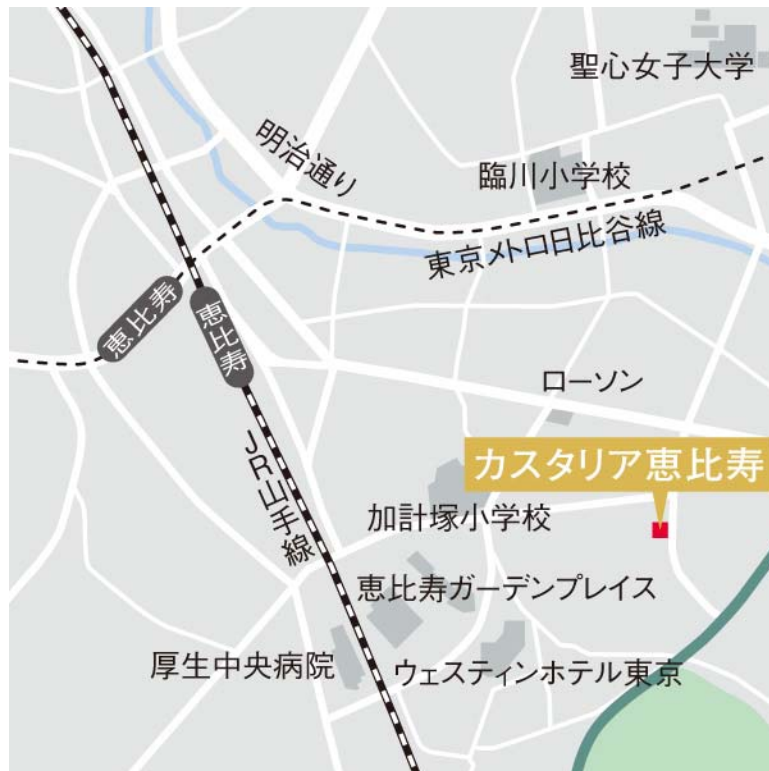 聖心女子大学
明治通り
臨川小学校
東京メトロ日比谷線
恵比寿
恵比寿
ローソン
カスタリア恵比寿
JR山手線
加計塚小学校
恵比寿ガーデンプレイス
厚生中央病院
ウェスティンホテル東京